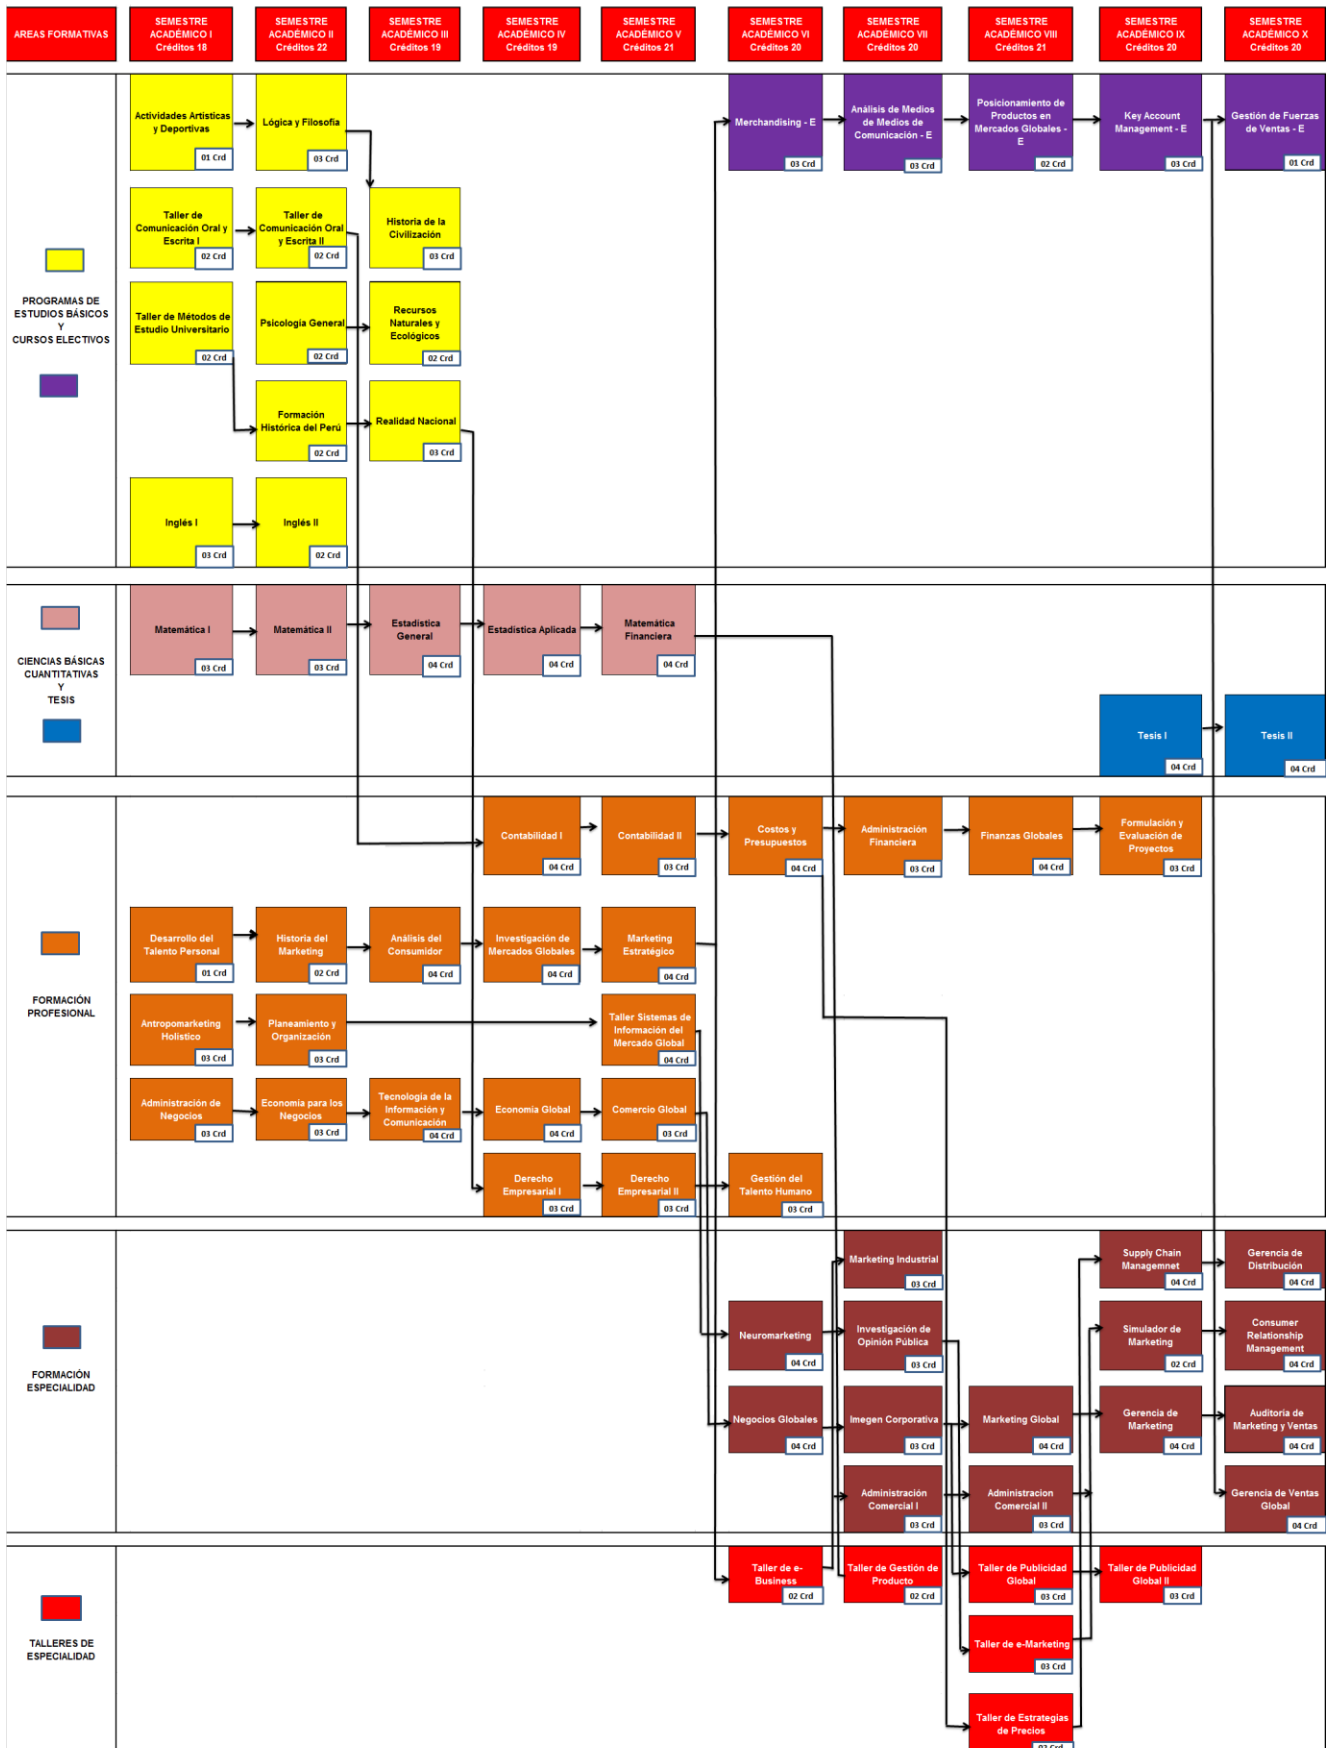 AREAS FORMATIVAS
SEMESTRE
ACADÉMICO I
Créditos 18
SEMESTRE
ACADÉMICO II
Créditos 22
SEMESTRE
ACADÉMICO III
Créditos 19
SEMESTRE
ACADÉMICO IV
Créditos 19
SEMESTRE
ACADÉMICO V
Créditos 21
SEMESTRE
ACADÉMICO VI
Créditos 20
SEMESTRE
ACADÉMICO VII
Créditos 20
SEMESTRE
ACADÉMICO VIII
Créditos 21
SEMESTRE
ACADÉMICO IX
Créditos 20
SEMESTRE
ACADÉMICO X
Créditos 20
PROGRAMAS DE
ESTUDIOS BÁSICOS
Y
CURSOS ELECTIVOS
Actividades Artísticas
y Deportivas
01 Crd
Lógica y Filosofía
03 Crd
Merchandising - E
03 Crd
Análisis de Medios
de Medios de
Comunicación - E
03 Crd
Posicionamiento de
Productos en
Mercados Globales -
E
02 Crd
Key Account
Management - E
03 Crd
Gestión de Fuerzas
de Ventas - E
01 Crd
Taller de
Comunicación Oral y
Escrita I
02 Crd
Taller de
Comunicación Oral
y Escrita II
02 Crd
Historia de la
Civilización
03 Crd
Taller de Métodos de
Estudio Universitario
02 Crd
Psicología General
02 Crd
Recursos
Naturales y
Ecológicos
02 Crd
Formación
Histórica del Perú
02 Crd
Realidad Nacional
03 Crd
Inglés I
03 Crd
Inglés II
02 Crd
CIENCIAS BÁSICAS
CUANTITATIVAS
Y
TESIS
Matemática I
03 Crd
Matemática II
03 Crd
Estadística
General
04 Crd
Estadística Aplicada
04 Crd
Matemática
Financiera
04 Crd
Tesis I
04 Crd
Tesis II
04 Crd
FORMACIÓN
PROFESIONAL
Contabilidad I
04 Crd
Contabilidad II
03 Crd
Costos y
Presupuestos
04 Crd
Administración
Financiera
03 Crd
Finanzas Globales
04 Crd
Formulación y
Evaluación de
Proyectos
03 Crd
Desarrollo del
Talento Personal
01 Crd
Historia del
Marketing
02 Crd
Análisis del
Consumidor
04 Crd
Investigación de
Mercados Globales
04 Crd
Marketing
Estratégico
04 Crd
Antropomarketing
Holístico
03 Crd
Planeamiento y
Organización
03 Crd
Taller Sistemas de
Información del
Mercado Global
04 Crd
Administración de
Negocios
03 Crd
Economía para los
Negocios
03 Crd
Tecnología de la
Información y
Comunicación
04 Crd
Economía Global
04 Crd
Comercio Global
03 Crd
Derecho
Empresarial I
03 Crd
Derecho
Empresarial II
03 Crd
Gestión del
Talento Humano
03 Crd
FORMACIÓN
ESPECIALIDAD
Marketing Industrial
03 Crd
Supply Chain
Managemnet
04 Crd
Gerencia de
Distribución
04 Crd
Neuromarketing
04 Crd
Investigación de
Opinión Pública
03 Crd
Simulador de
Marketing
02 Crd
Consumer
Relationship
Management
04 Crd
Negocios Globales
04 Crd
Imegen Corporativa
03 Crd
Marketing Global
04 Crd
Gerencia de
Marketing
04 Crd
Auditoria de
Marketing y Ventas
04 Crd
Administración
Comercial I
03 Crd
Administracion
Comercial II
03 Crd
Gerencia de Ventas
Global
04 Crd
TALLERES DE
ESPECIALIDAD
Taller de e-
Business
02 Crd
Taller de Gestión de
Producto
02 Crd
Taller de Publicidad
Global
03 Crd
Taller de Publicidad
Global II
03 Crd
Taller de e-Marketing
03 Crd
Taller de Estrategias
de Precios